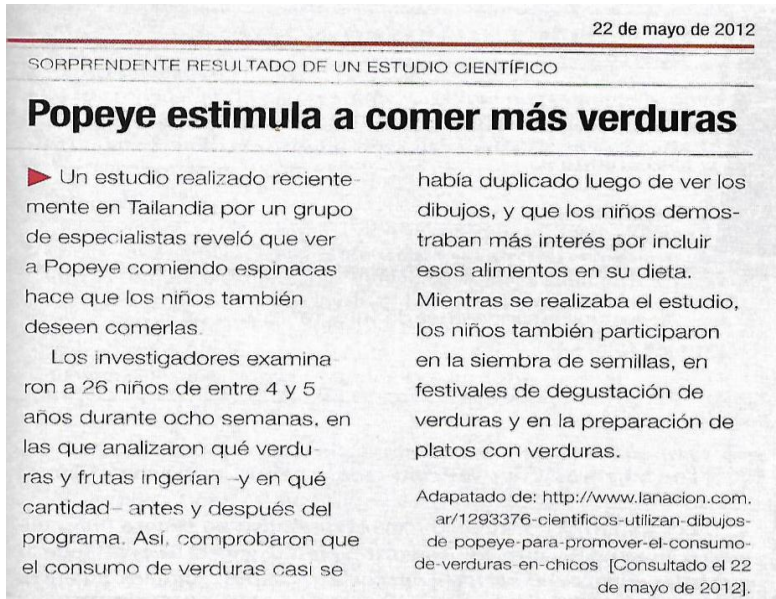 22 de mayo de 2012
SORPRENDENTE RESULTADO DE UN ESTUDIO CIENTÍFICO
Popeye estimula a comer más verduras
Un estudio realizado reciente-
mente en Tailandia por un grupo
de especialistas reveló que ver
a Popeye comiendo espinacas
hace que los niños también
deseen comerlas.
Los investigadores examina-
ron a 26 niños de entre 4 y 5
años durante ocho semanas, en
las que analizaron qué verdu-
ras y frutas ingerían –y en qué
cantidad– antes y después del
programa. Así, comprobaron que
el consumo de verduras casi se
había duplicado luego de ver los
dibujos, y que los niños demos-
traban más interés por incluir
esos alimentos en su dieta.
Mientras se realizaba el estudio,
los niños también participaron
en la siembra de semillas, en
festivales de degustación de
verduras y en la preparación de
platos con verduras.
Adapatado de: http://www.lanacion.com.
ar/1293376-cientificos-utilizan-dibujos-
de-popeye-para-promover-el-consumo-
de-verduras-en-chicos [Consultado el 22
de mayo de 2012].